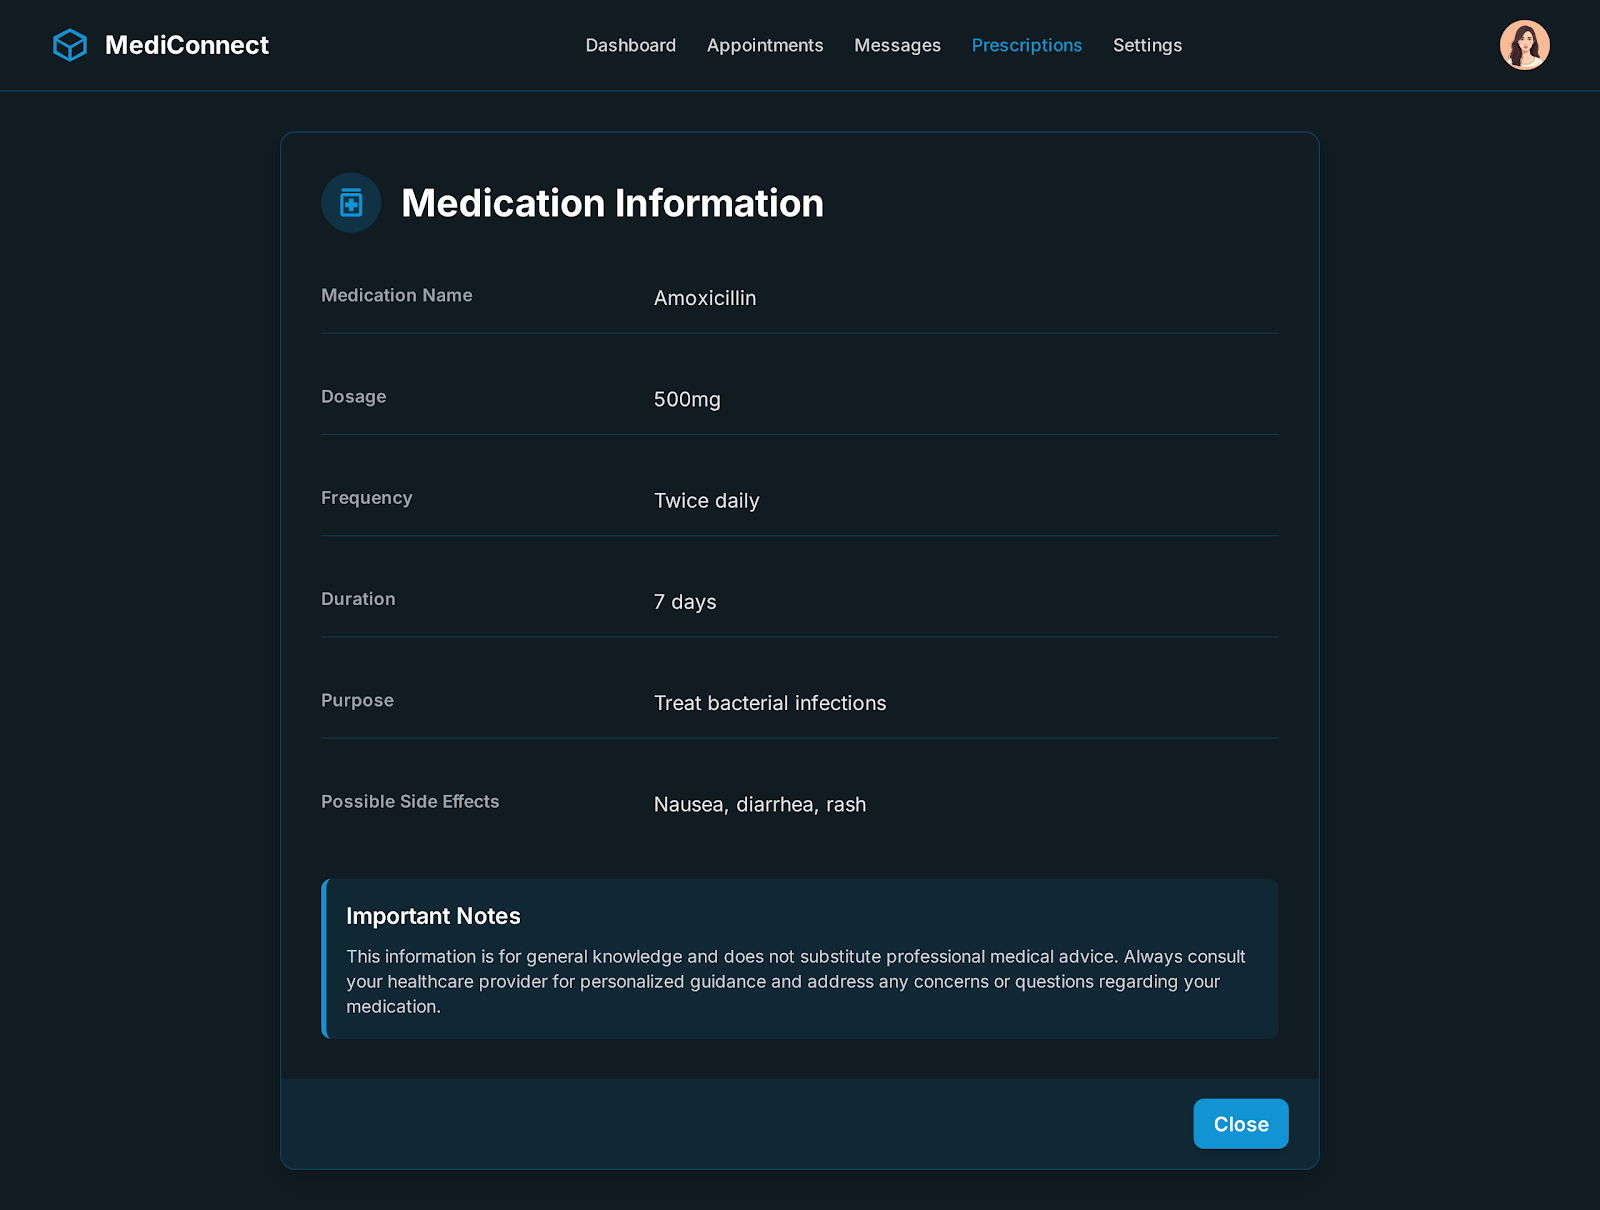 MediConnect
Dashboard Appointments Messages Prescriptions Settings
Medication Information
Medication Name Amoxicillin
Dosage 500mg
Frequency Twice daily
Duration 7 days
Purpose Treat bacterial infections
Possible Side Effects Nausea, diarrhea, rash
Important Notes
This information is for general knowledge and does not substitute professional medical advice. Always consult
your healthcare provider for personalized guidance and address any concerns or questions regarding your
medication.
Close